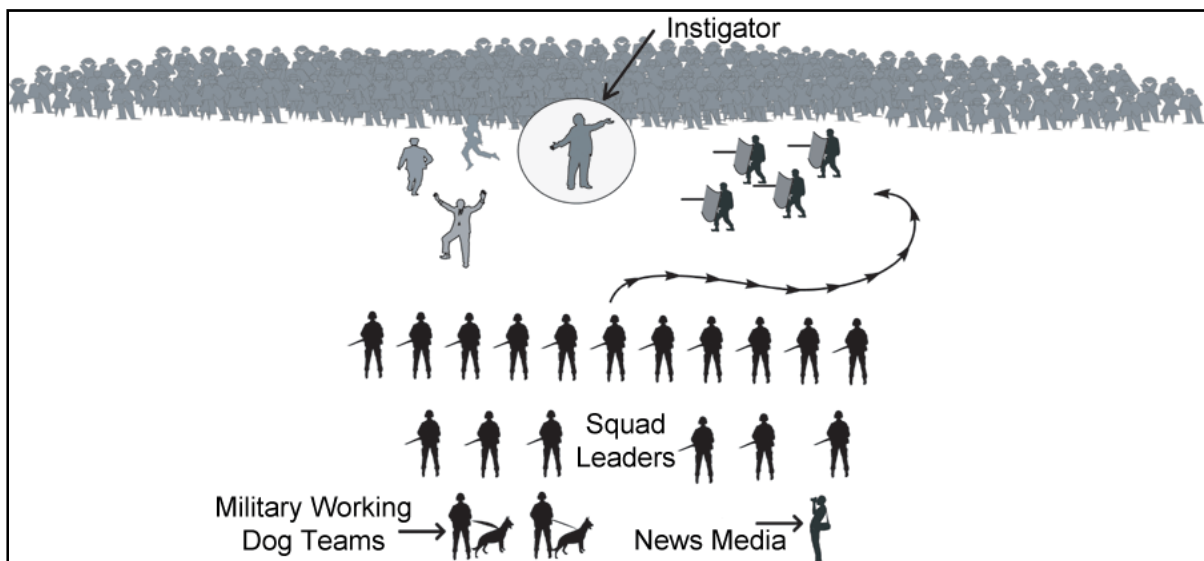 Instigator
Squad
Leaders
Military Working
Dog Teams
News Media